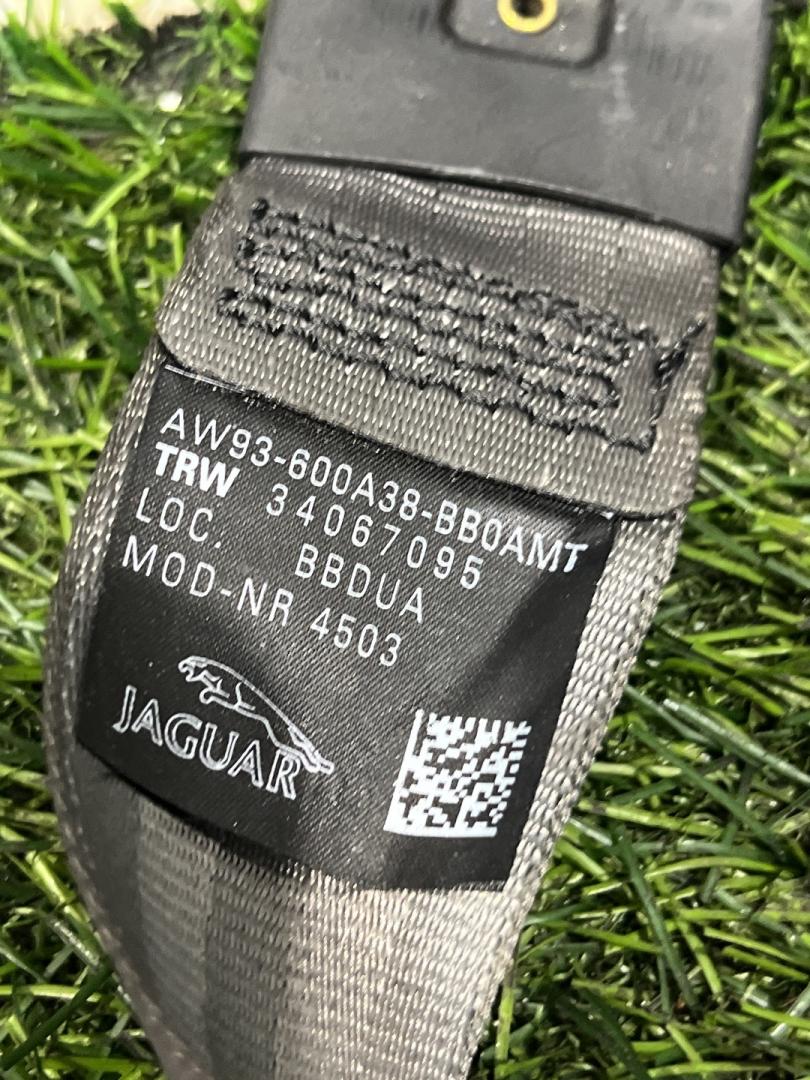 AW93-600A38-BB0AMT
TRW 34067095
LOC. BBDUA
MOD-NR 4503
JAGUAR